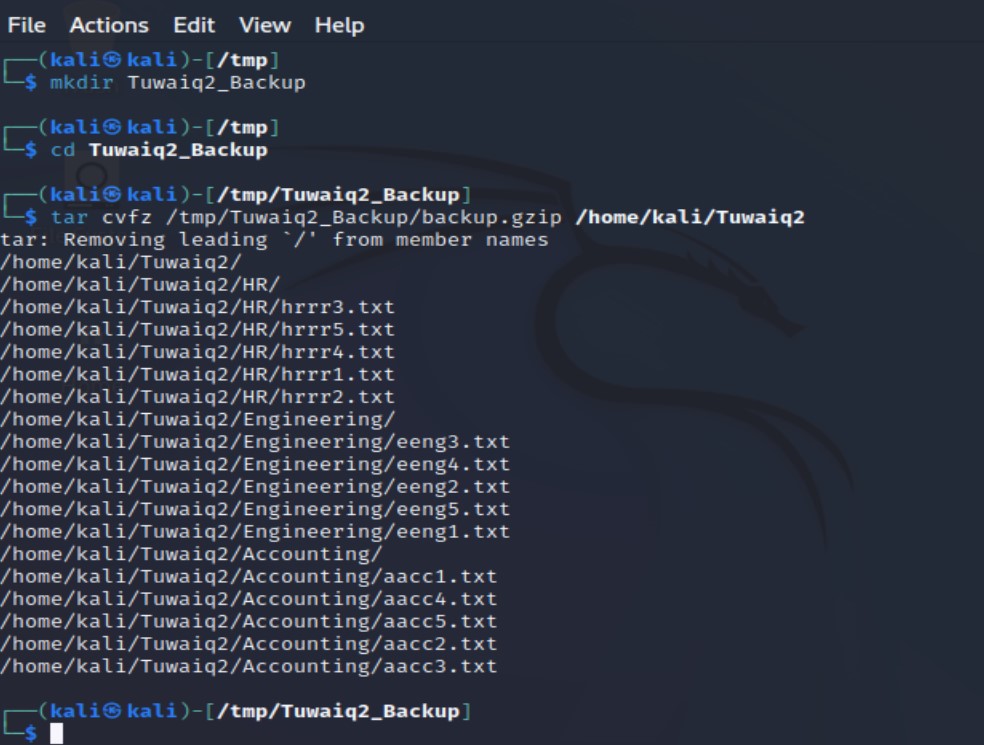 File Actions Edit View Help
┌──(kali㉿kali)-[/tmp]
└─$ mkdir Tuwaiq2_Backup
┌──(kali㉿kali)-[/tmp]
└─$ cd Tuwaiq2_Backup
┌──(kali㉿kali)-[/tmp/Tuwaiq2_Backup]
└─$ tar cvfz /tmp/Tuwaiq2_Backup/backup.gzip /home/kali/Tuwaiq2
tar: Removing leading `/' from member names
/home/kali/Tuwaiq2/
/home/kali/Tuwaiq2/HR/
/home/kali/Tuwaiq2/HR/hrrr3.txt
/home/kali/Tuwaiq2/HR/hrrr5.txt
/home/kali/Tuwaiq2/HR/hrrr4.txt
/home/kali/Tuwaiq2/HR/hrrr1.txt
/home/kali/Tuwaiq2/HR/hrrr2.txt
/home/kali/Tuwaiq2/Engineering/
/home/kali/Tuwaiq2/Engineering/eeng3.txt
/home/kali/Tuwaiq2/Engineering/eeng4.txt
/home/kali/Tuwaiq2/Engineering/eeng2.txt
/home/kali/Tuwaiq2/Engineering/eeng5.txt
/home/kali/Tuwaiq2/Engineering/eeng1.txt
/home/kali/Tuwaiq2/Accounting/
/home/kali/Tuwaiq2/Accounting/aacc1.txt
/home/kali/Tuwaiq2/Accounting/aacc4.txt
/home/kali/Tuwaiq2/Accounting/aacc5.txt
/home/kali/Tuwaiq2/Accounting/aacc2.txt
/home/kali/Tuwaiq2/Accounting/aacc3.txt
┌──(kali㉿kali)-[/tmp/Tuwaiq2_Backup]
└─$